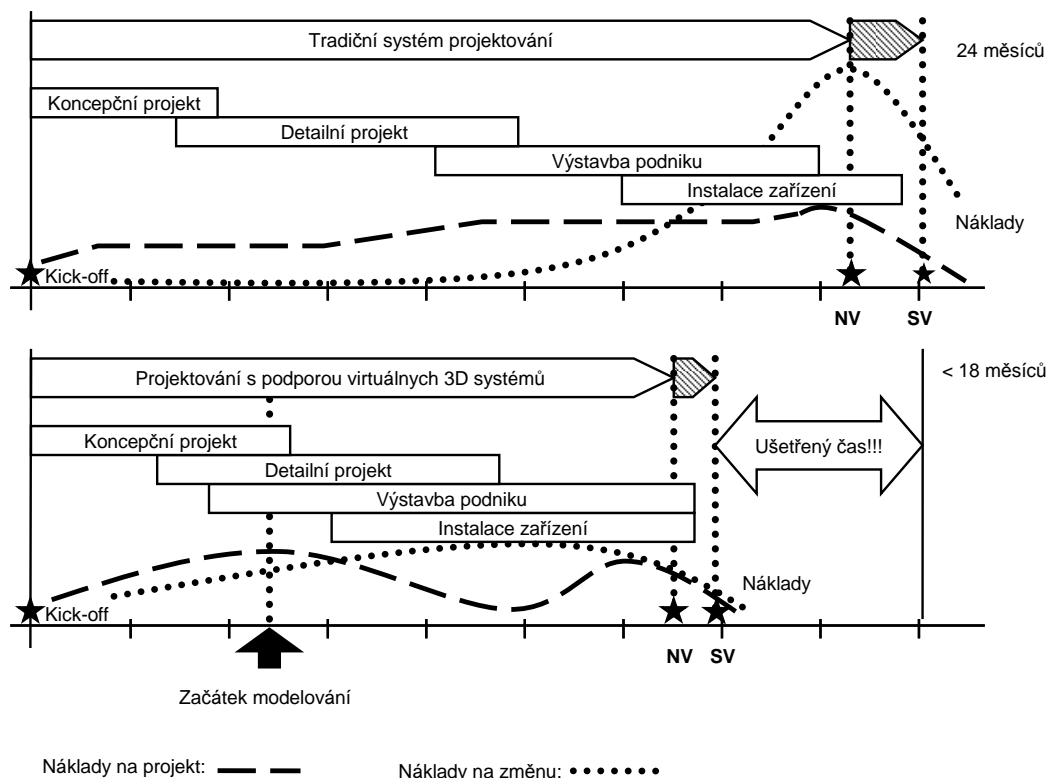 Tradiční systém projektování
24 měsíců
Koncepční projekt
Detailní projekt
Výstavba podniku
Instalace zařízení
Náklady
Kick-off
NV
SV
Projektování s podporou virtuálnych 3D systémů
< 18 měsíců
Koncepční projekt
Ušetřený čas!!!
Detailní projekt
Výstavba podniku
Instalace zařízení
Náklady
Kick-off
NV
SV
Začátek modelování
Náklady na projekt:
Náklady na změnu: